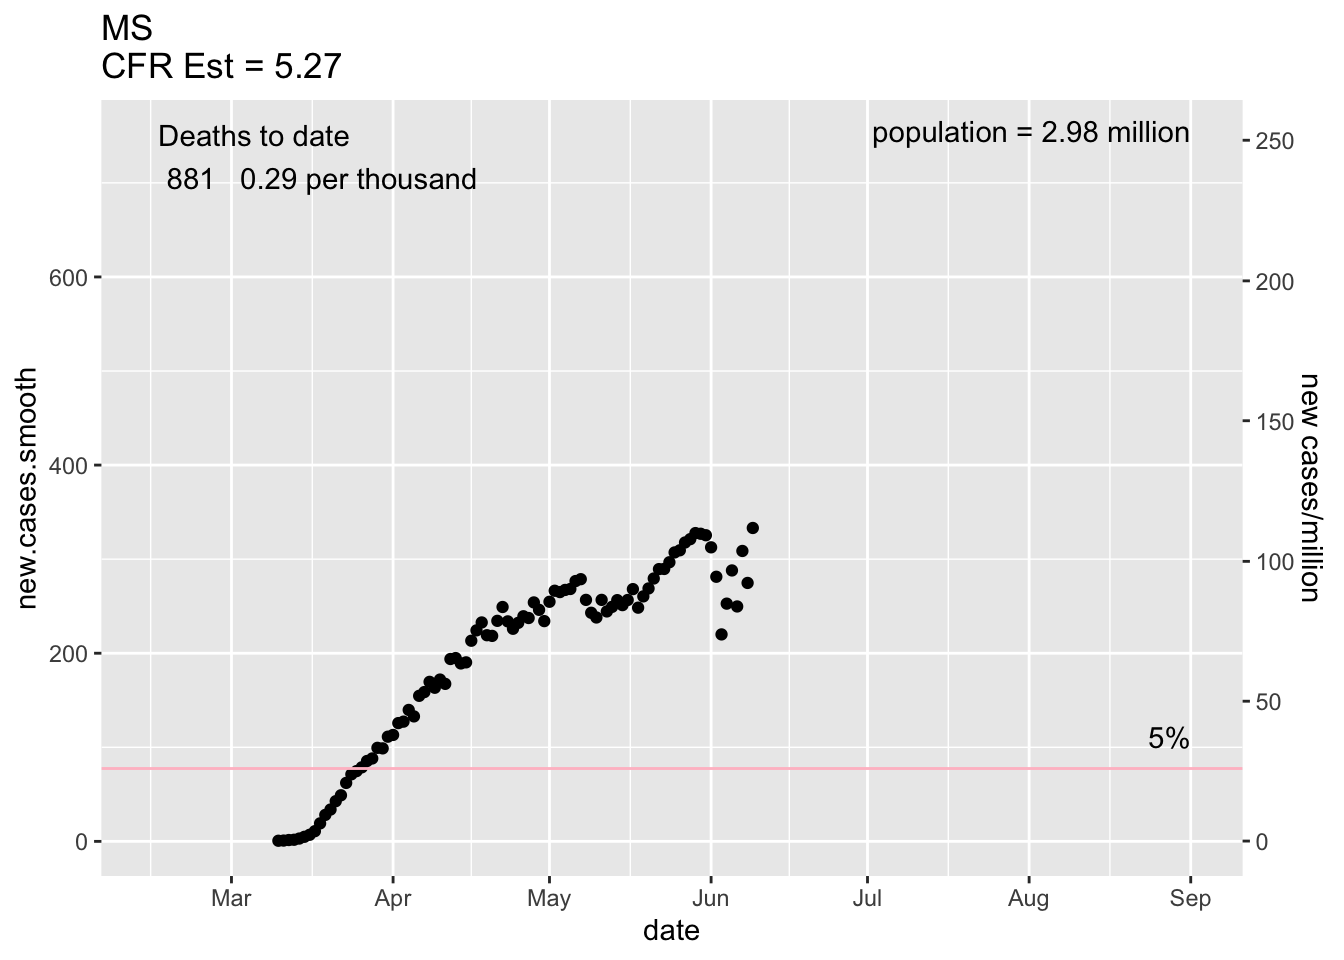 MS
CFR Est = 5.27
Deaths to date
881 0.29 per thousand
population = 2.98 million
250
200
150
100
50
0
600
400
200
0
new.cases.smooth
new cases/million
5%
Mar Apr May Jun Jul Aug Sep
date